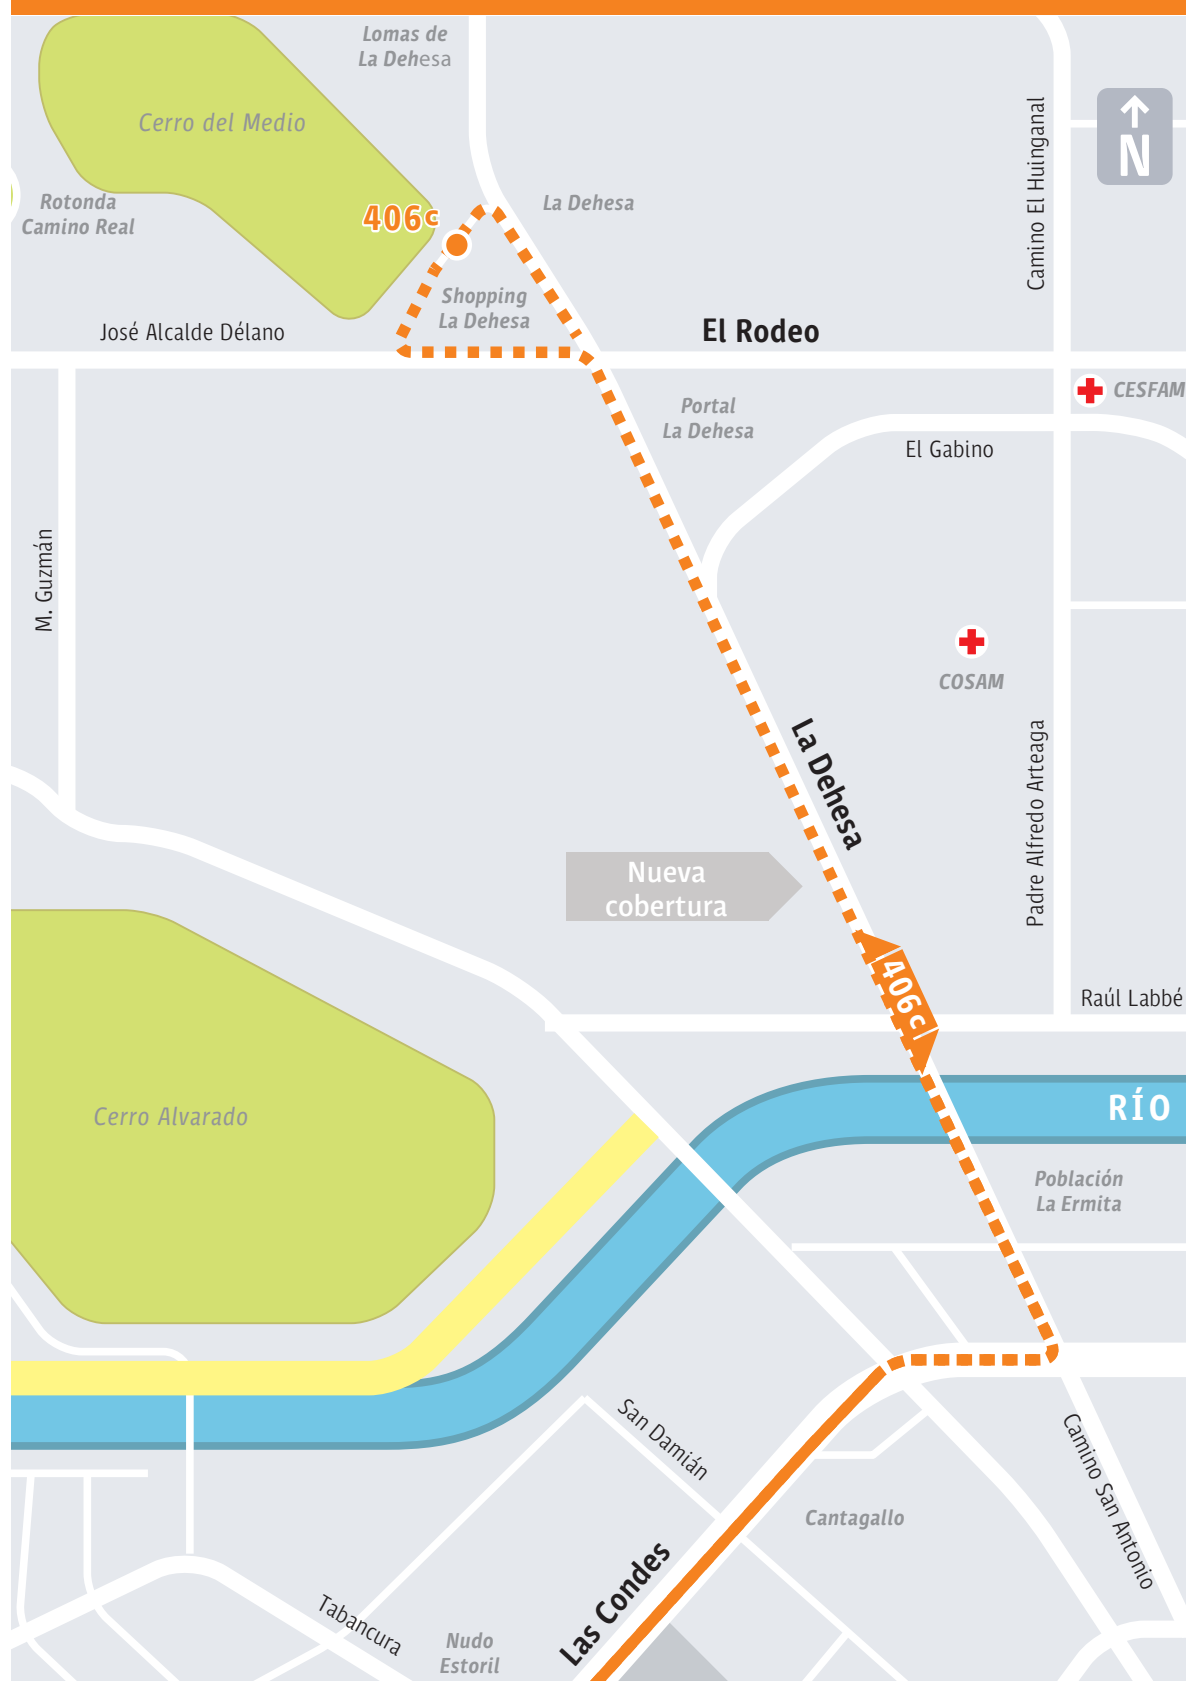 Lomas de
La Dehesa
Cerro del Medio
Camino El Huinganal
N
Rotonda
Camino Real
406c
La Dehesa
Shopping
La Dehesa
José Alcalde Délano
El Rodeo
CESFAM
Portal
La Dehesa
El Gabino
M. Guzmán
COSAM
La Dehesa
Padre Alfredo Arteaga
Nueva
cobertura
406c
Raúl Labbé
Cerro Alvarado
RÍO
Población
La Ermita
San Damián
Camino San Antonio
Cantagallo
Las Condes
Tabancura
Nudo
Estoril